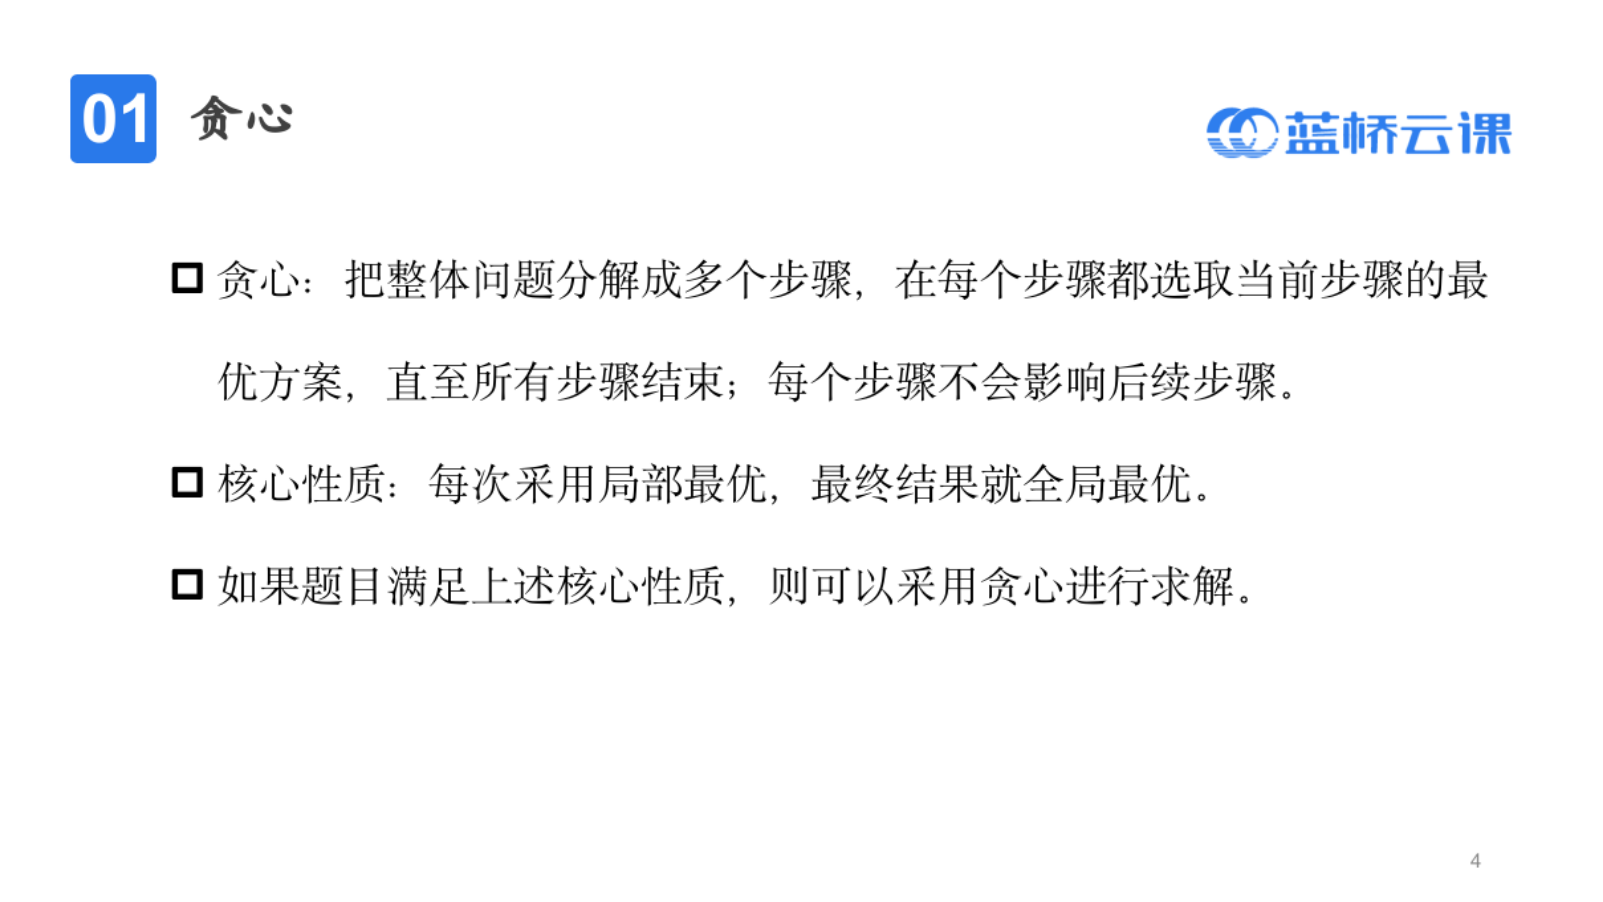 01 贪心
蓝桥云课
贪心：把整体问题分解成多个步骤，在每个步骤都选取当前步骤的最
优方案，直至所有步骤结束；每个步骤不会影响后续步骤。
核心性质：每次采用局部最优，最终结果就全局最优。
如果题目满足上述核心性质，则可以采用贪心进行求解。
4